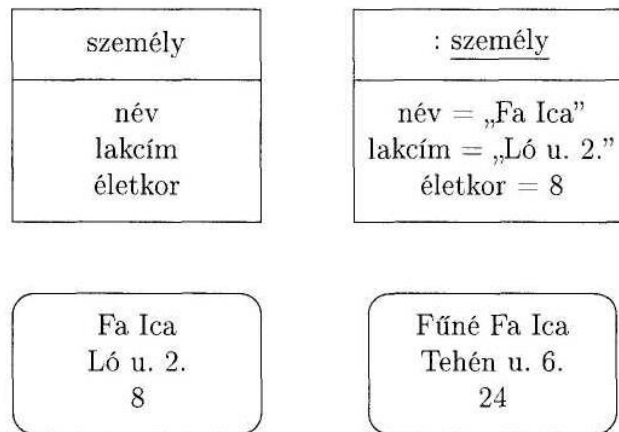 személy
név
lakcím
életkor
: személy
név = „Fa Ica”
lakcím = „Ló u. 2.”
életkor = 8
Fa Ica
Ló u. 2.
8
Fűné Fa Ica
Tehén u. 6.
24